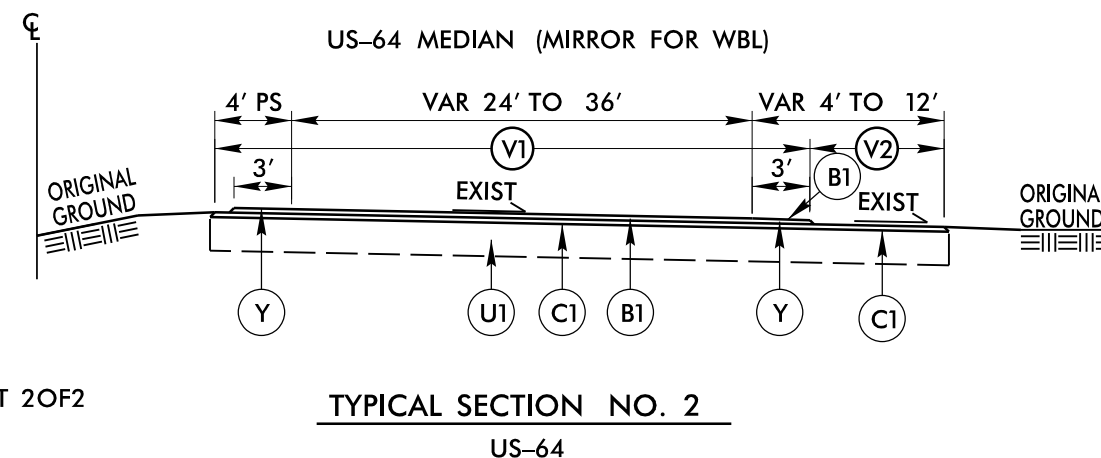 ℄
US–64 MEDIAN (MIRROR FOR WBL)
4' PS
VAR 24' TO 36'
VAR 4' TO 12'
V1
V2
3'
3'
B1
ORIGINAL
GROUND
EXIST
EXIST
ORIGINA
GROUND
Y
U1
C1
B1
Y
C1
T 2OF2
TYPICAL SECTION NO. 2
US–64